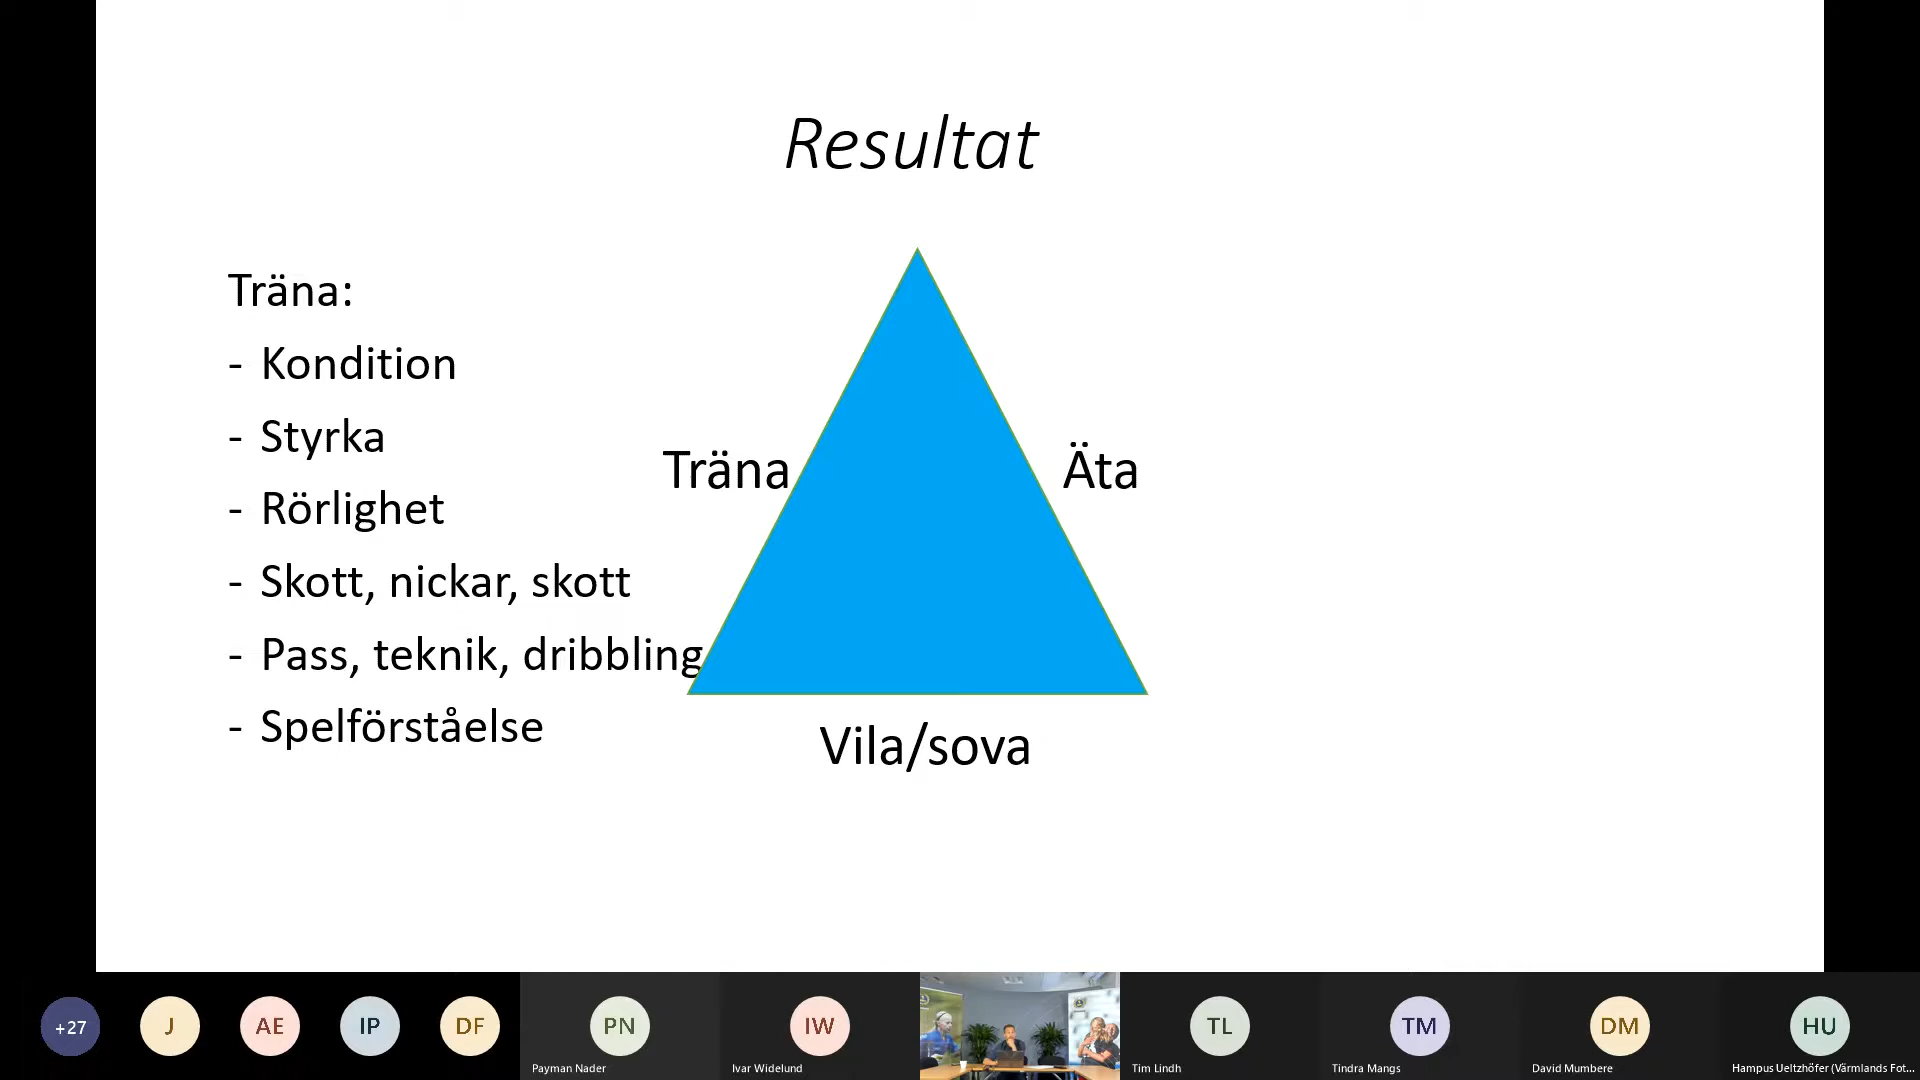 Resultat
Träna:
- Kondition
- Styrka
- Rörlighet
- Skott, nickar, skott
- Pass, teknik, dribbling
- Spelförståelse
Träna
Äta
Vila/sova
+27
J
AE
IP
DF
PN
Payman Nader
IW
Ivar Widelund
TL
Tim Lindh
TM
Tindra Mangs
DM
David Mumbere
HU
Hampus Ueltzhöfer (Värmlands Fot...